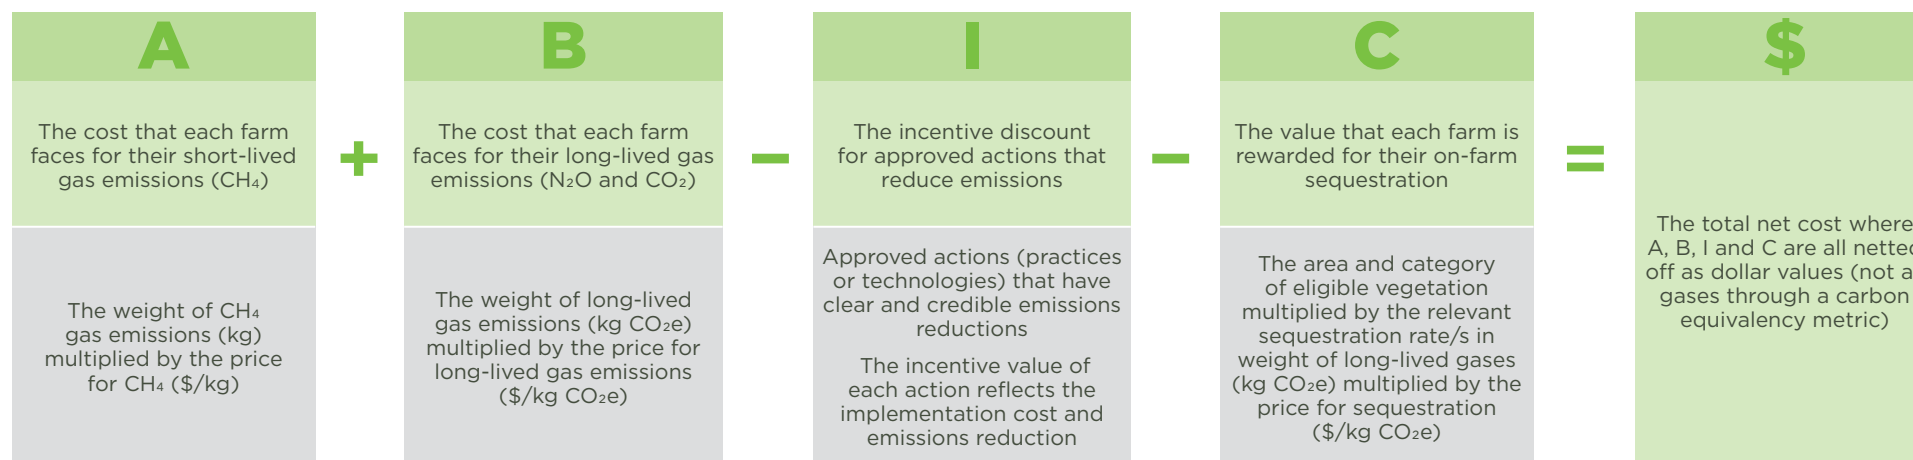 A
The cost that each farm
faces for their short-lived
gas emissions (CH₄)
The weight of CH₄
gas emissions (kg)
multiplied by the price
for CH₄ ($/kg)
+
B
The cost that each farm
faces for their long-lived gas
emissions (N₂O and CO₂)
The weight of long-lived
gas emissions (kg CO₂e)
multiplied by the price for
long-lived gas emissions
($/kg CO₂e)
−
I
The incentive discount
for approved actions that
reduce emissions
Approved actions (practices
or technologies) that have
clear and credible emissions
reductions
The incentive value of
each action reflects the
implementation cost and
emissions reduction
−
C
The value that each farm is
rewarded for their on-farm
sequestration
The area and category
of eligible vegetation
multiplied by the relevant
sequestration rate/s in
weight of long-lived gases
(kg CO₂e) multiplied by the
price for sequestration
($/kg CO₂e)
=
$
The total net cost where
A, B, I and C are all
off as dollar values (not
gases through a carbon
equivalency metric)